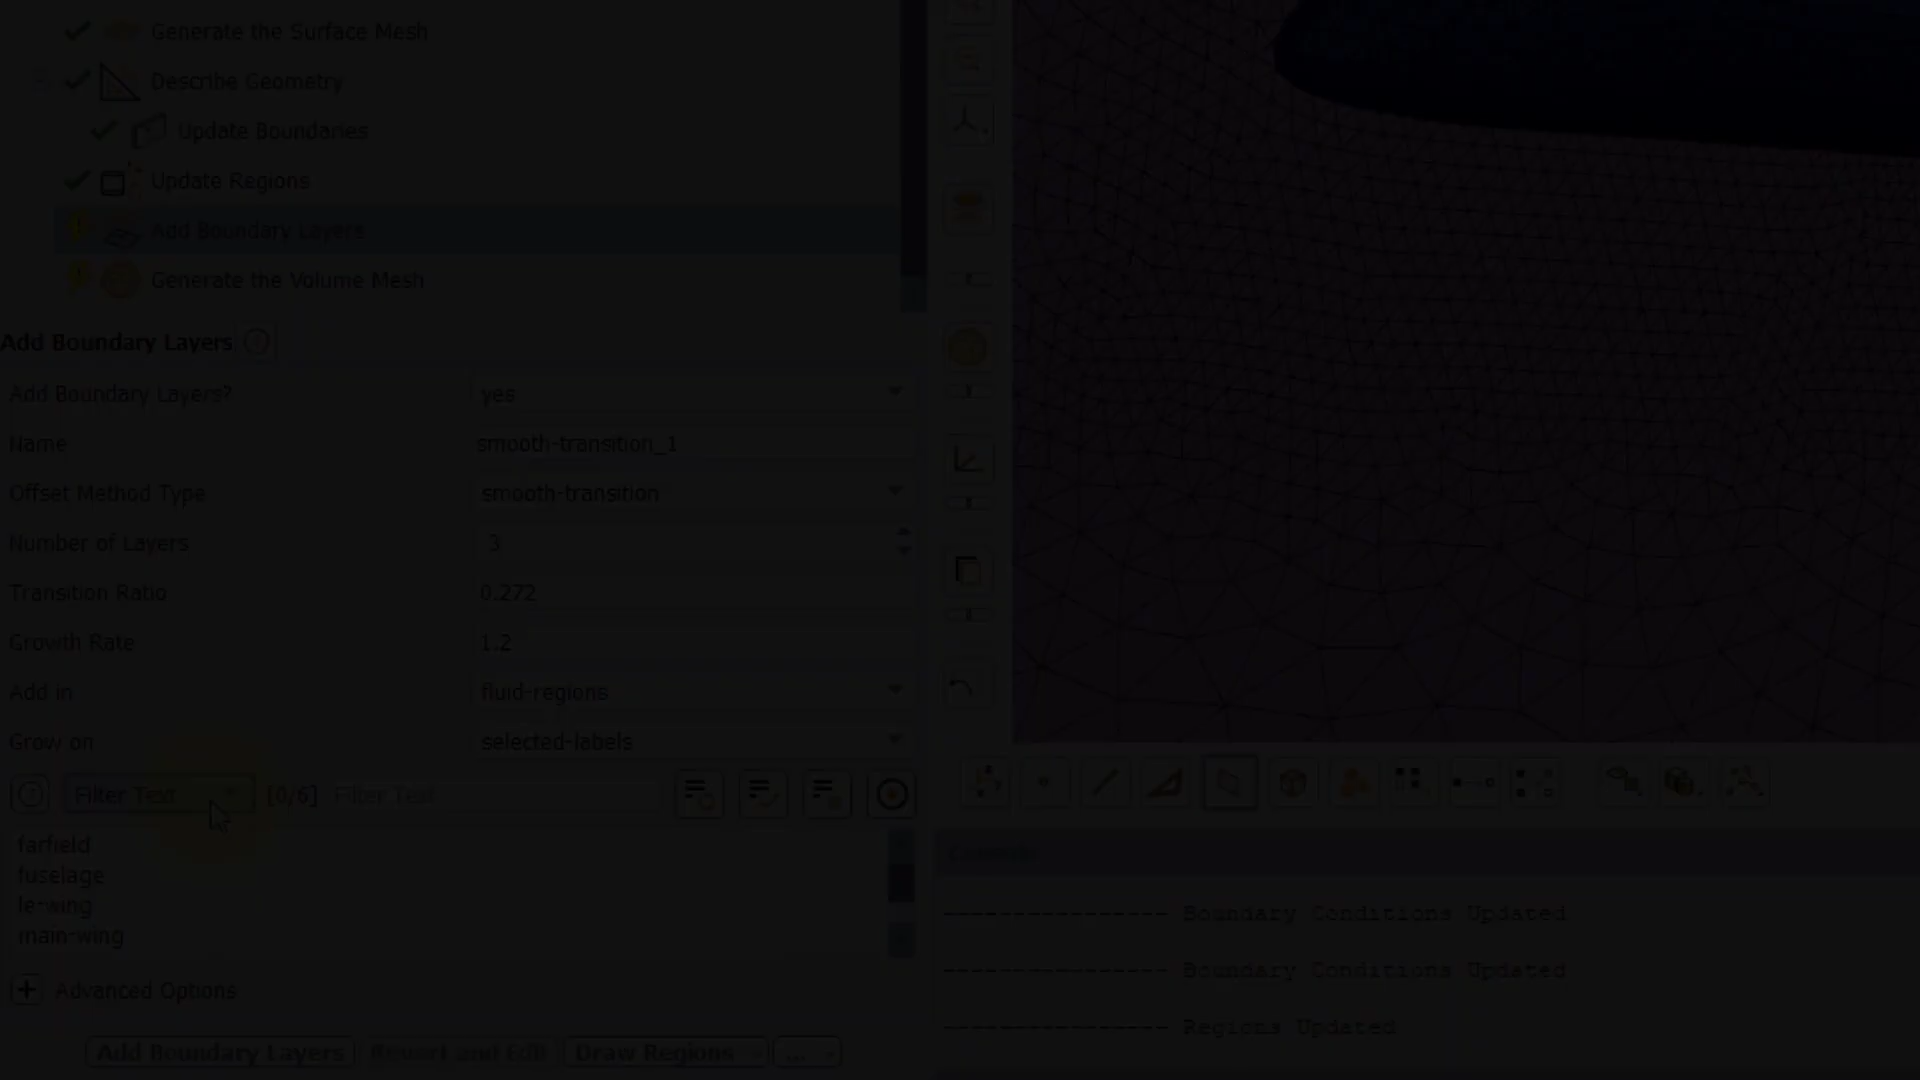 Generate the Surface Mesh
Describe Geometry
Update Boundaries
Update Regions
Add Boundary Layers
Generate the Volume Mesh
Add Boundary Layers
Add Boundary Layers? yes
Name smooth-transition_1
Offset Method Type smooth-transition
Number of Layers 3
Transition Ratio 0.272
Growth Rate 1.2
Add in fluid-regions
Grow on selected-labels
Filter Text [0/6] Filter Text
farfield
fuselage
le-wing
main-wing
Advanced Options
Add Boundary Layers Revert and Edit Draw Regions ...
Console
---------------- Boundary Conditions Updated
---------------- Boundary Conditions Updated
---------------- Regions Updated